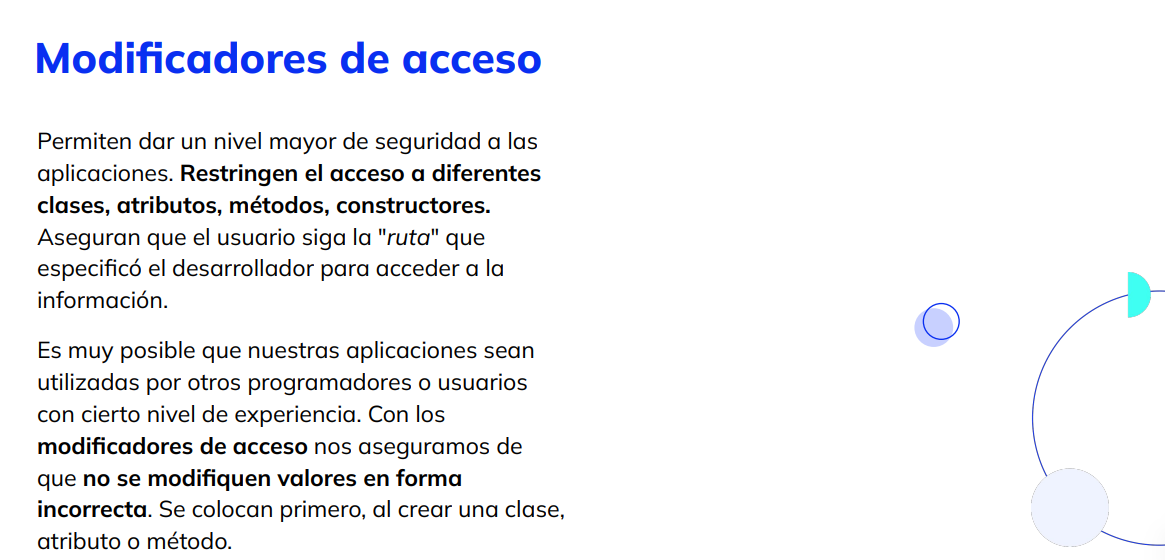 Modificadores de acceso
Permiten dar un nivel mayor de seguridad a las
aplicaciones. Restringen el acceso a diferentes
clases, atributos, métodos, constructores.
Aseguran que el usuario siga la "ruta" que
especificó el desarrollador para acceder a la
información.
Es muy posible que nuestras aplicaciones sean
utilizadas por otros programadores o usuarios
con cierto nivel de experiencia. Con los
modificadores de acceso nos aseguramos de
que no se modifiquen valores en forma
incorrecta. Se colocan primero, al crear una clase,
atributo o método.